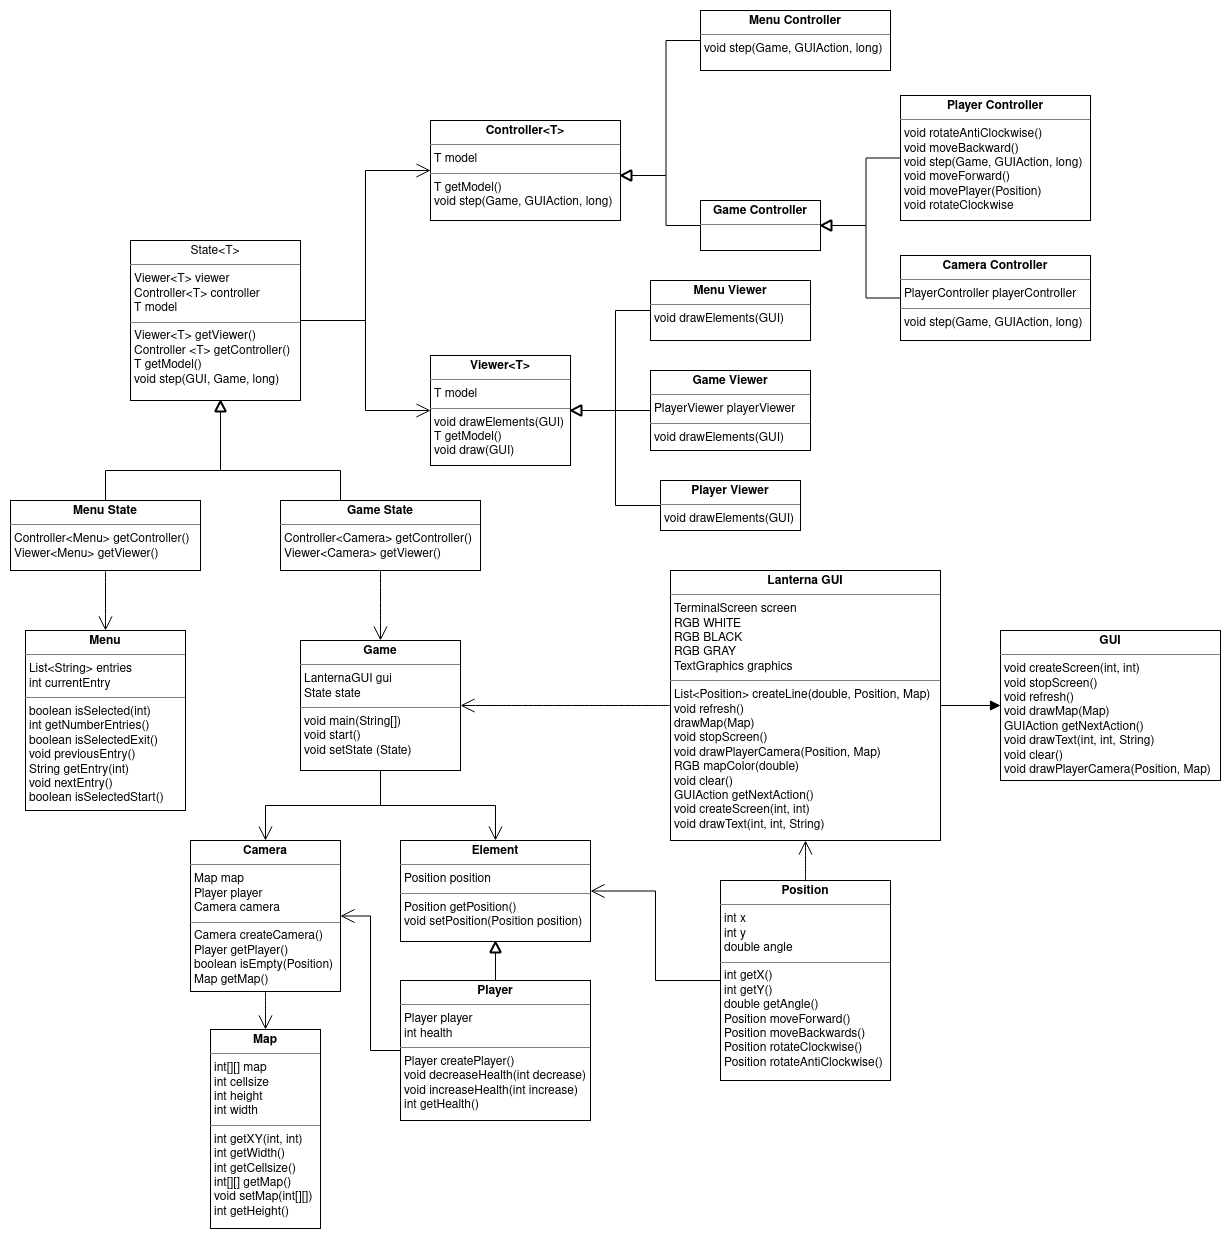 Menu Controller
void step(Game, GUIAction, long)
Player Controller
void rotateAntiClockwise()
void moveBackward()
void step(Game, GUIAction, long)
void moveForward()
void movePlayer(Position)
void rotateClockwise
Controller<T>
T model
T getModel()
void step(Game, GUIAction, long)
Game Controller
Camera Controller
PlayerController playerController
void step(Game, GUIAction, long)
State<T>
Viewer<T> viewer
Controller<T> controller
T model
Viewer<T> getViewer()
Controller <T> getController()
T getModel()
void step(GUI, Game, long)
Menu Viewer
void drawElements(GUI)
Viewer<T>
T model
void drawElements(GUI)
T getModel()
void draw(GUI)
Game Viewer
PlayerViewer playerViewer
void drawElements(GUI)
Player Viewer
void drawElements(GUI)
Menu State
Controller<Menu> getController()
Viewer<Menu> getViewer()
Game State
Controller<Camera> getController()
Viewer<Camera> getViewer()
Lanterna GUI
TerminalScreen screen
RGB WHITE
RGB BLACK
RGB GRAY
TextGraphics graphics
List<Position> createLine(double, Position, Map)
void refresh()
drawMap(Map)
void stopScreen()
void drawPlayerCamera(Position, Map)
RGB mapColor(double)
void clear()
GUIAction getNextAction()
void createScreen(int, int)
void drawText(int, int, String)
GUI
void createScreen(int, int)
void stopScreen()
void refresh()
void drawMap(Map)
GUIAction getNextAction()
void drawText(int, int, String)
void clear()
void drawPlayerCamera(Position, Map)
Menu
List<String> entries
int currentEntry
boolean isSelected(int)
int getNumberEntries()
boolean isSelectedExit()
void previousEntry()
String getEntry(int)
void nextEntry()
boolean isSelectedStart()
Game
LanternaGUI gui
State state
void main(String[])
void start()
void setState (State)
Camera
Map map
Player player
Camera camera
Camera createCamera()
Player getPlayer()
boolean isEmpty(Position)
Map getMap()
Element
Position position
Position getPosition()
void setPosition(Position position)
Position
int x
int y
double angle
int getX()
int getY()
double getAngle()
Position moveForward()
Position moveBackwards()
Position rotateClockwise()
Position rotateAntiClockwise()
Player
Player player
int health
Player createPlayer()
void decreaseHealth(int decrease)
void increaseHealth(int increase)
int getHealth()
Map
int[][] map
int cellsize
int height
int width
int getXY(int, int)
int getWidth()
int getCellsize()
int[][] getMap()
void setMap(int[][])
int getHeight()